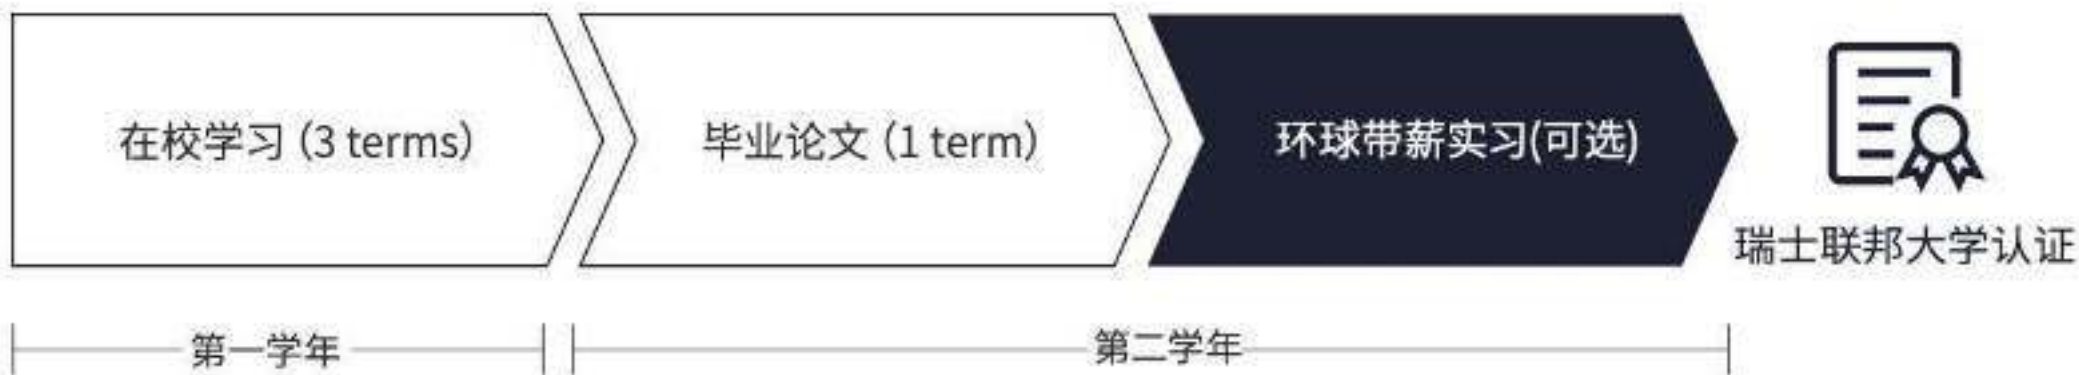 在校学习 (3 terms)
毕业论文 (1 term)
环球带薪实习(可选)
瑞士联邦大学认证
第一学年
第二学年